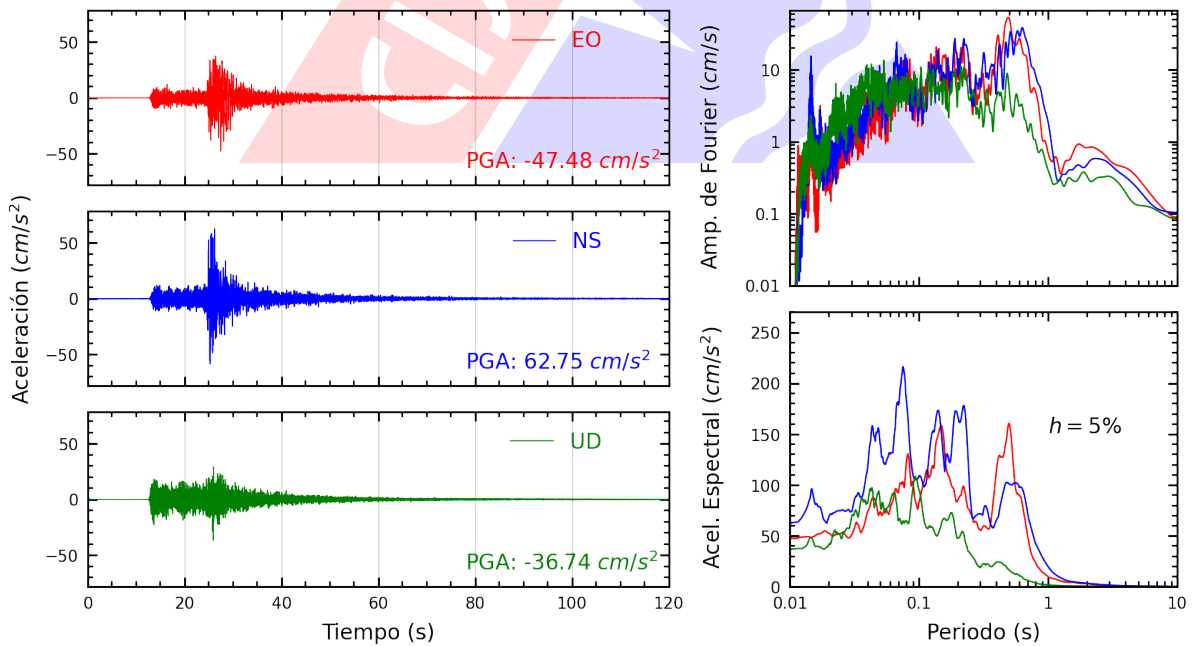 Aceleración (cm/s²)
50
0
−50
EO
PGA: -47.48 cm/s²
50
0
−50
NS
PGA: 62.75 cm/s²
50
0
−50
UD
PGA: -36.74 cm/s²
0 20 40 60 80 100 120
Tiempo (s)
Amp. de Fourier (cm/s)
10
1
0.1
0.01
Acel. Espectral (cm/s²)
250
200
150
100
50
0
h = 5%
0.01 0.1 1 10
Periodo (s)